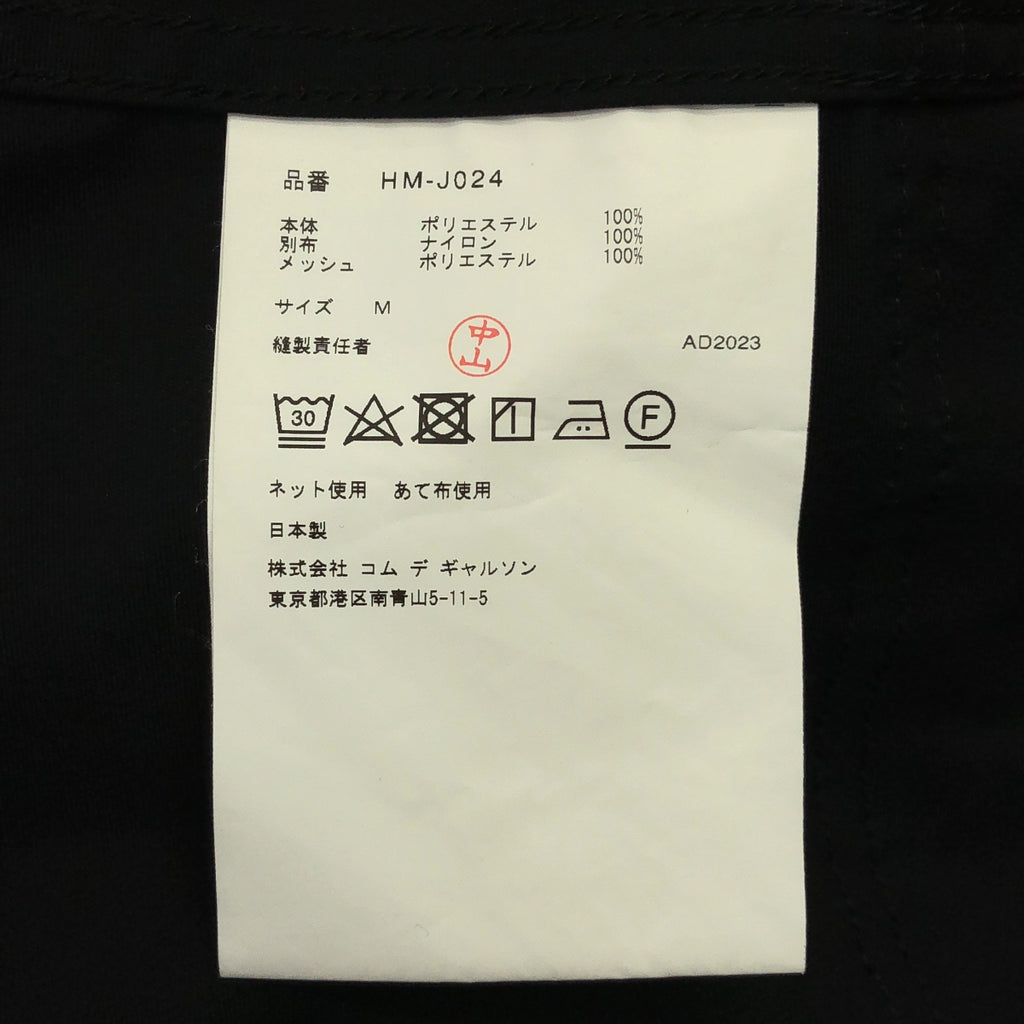 品番 HM-J024
本体 ポリエステル 100%
別布 ナイロン 100%
メッシュ ポリエステル 100%
サイズ M
縫製責任者 中山 AD2023
30 F
ネット使用 あて布使用
日本製
株式会社 コム デ ギャルソン
東京都港区南青山5-11-5